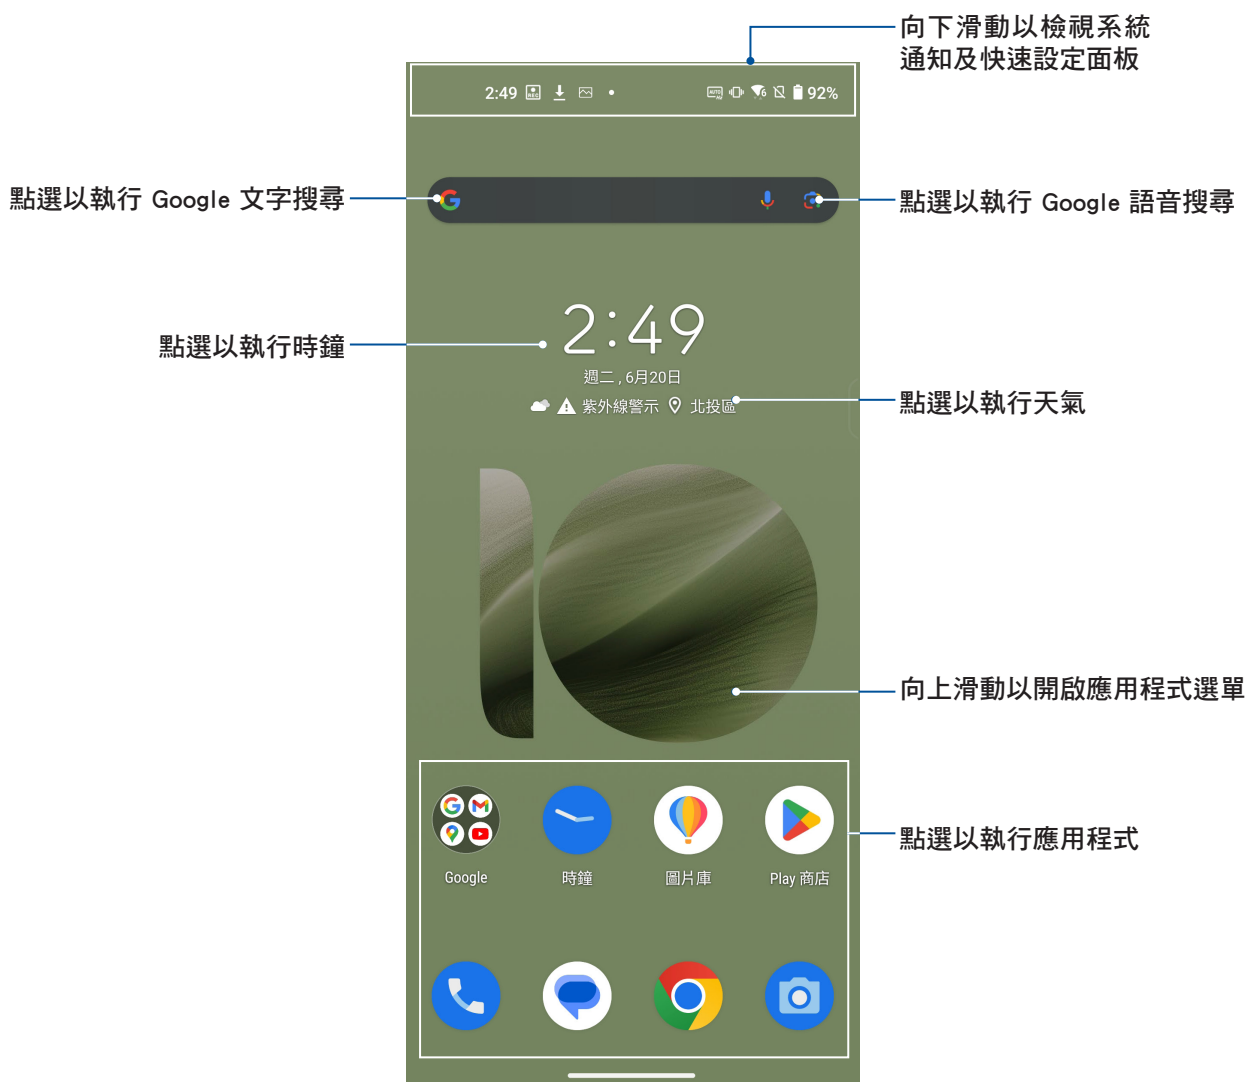 向下滑動以檢視系統
通知及快速設定面板
2:49
92%
點選以執行 Google 文字搜尋
點選以執行 Google 語音搜尋
2:49
點選以執行時鐘
週二 , 6月20日
紫外線警示 北投區
點選以執行天氣
10
向上滑動以開啟應用程式選單
點選以執行應用程式
Google 時鐘 圖片庫 Play 商店